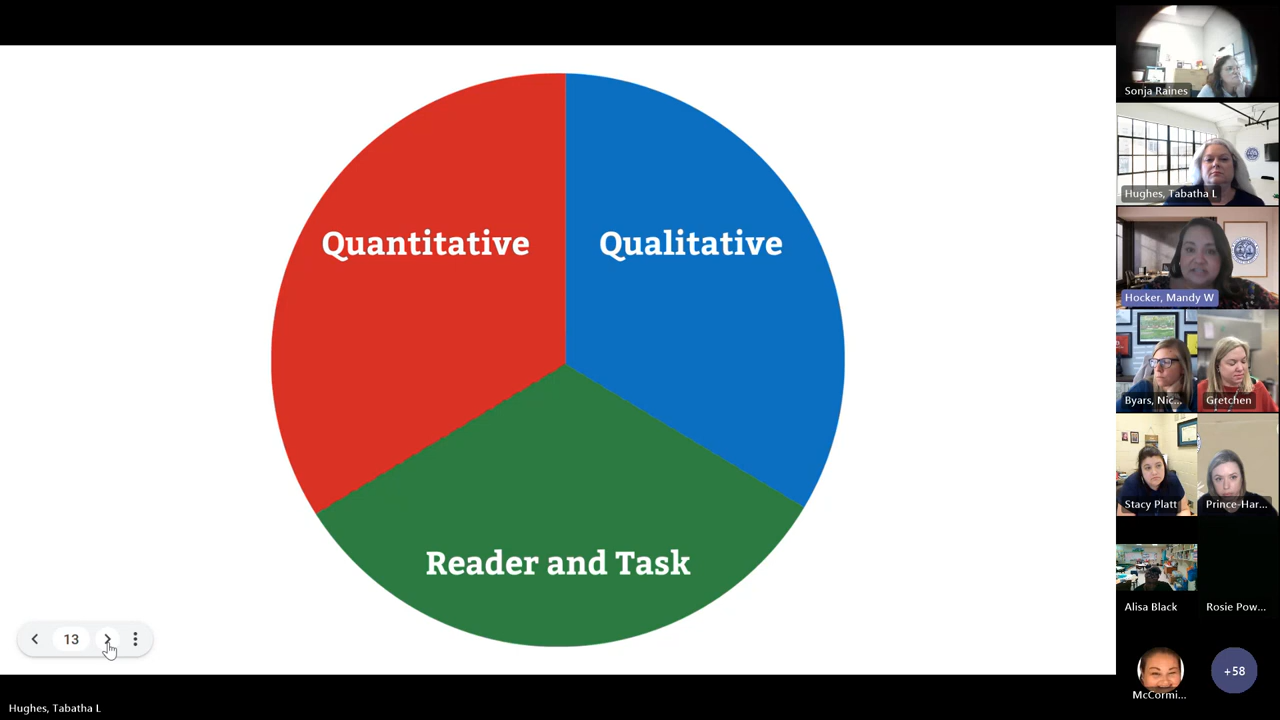 Quantitative
Qualitative
Reader and Task
13
Hughes, Tabatha L
Sonja Raines
Hughes, Tabatha L
Hocker, Mandy W
Byars, Nic...
Gretchen
Stacy Platt
Prince-Har...
Alisa Black
Rosie Pow...
McCormi...
+58